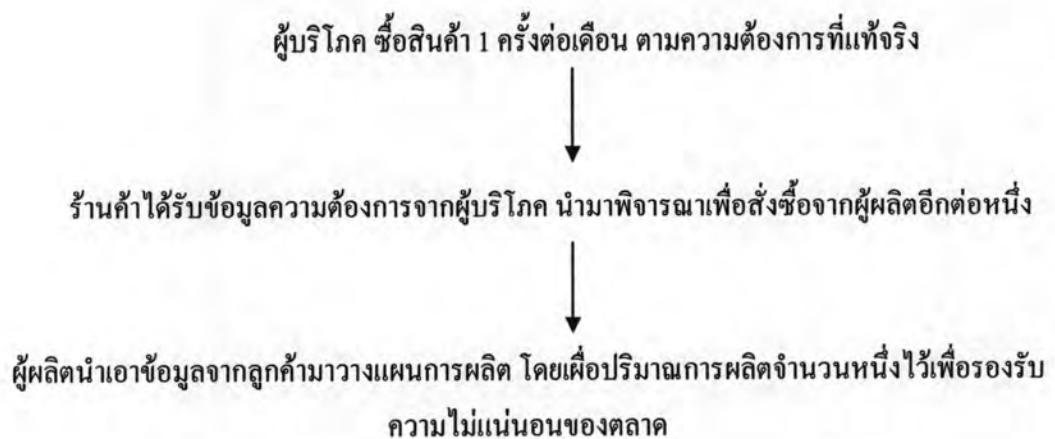 ผู้บริโภค ซื้อสินค้า 1 ครั้งต่อเดือน ตามความต้องการที่แท้จริง
ร้านค้าได้รับข้อมูลความต้องการจากผู้บริโภค นำมาพิจารณาเพื่อสั่งซื้อจากผู้ผลิตอีกต่อหนึ่ง
ผู้ผลิตนำเอาข้อมูลจากลูกค้ามาวางแผนการผลิต โดยเผื่อปริมาณการผลิตจำนวนหนึ่งไว้เพื่อรองรับ
ความไม่แน่นอนของตลาด